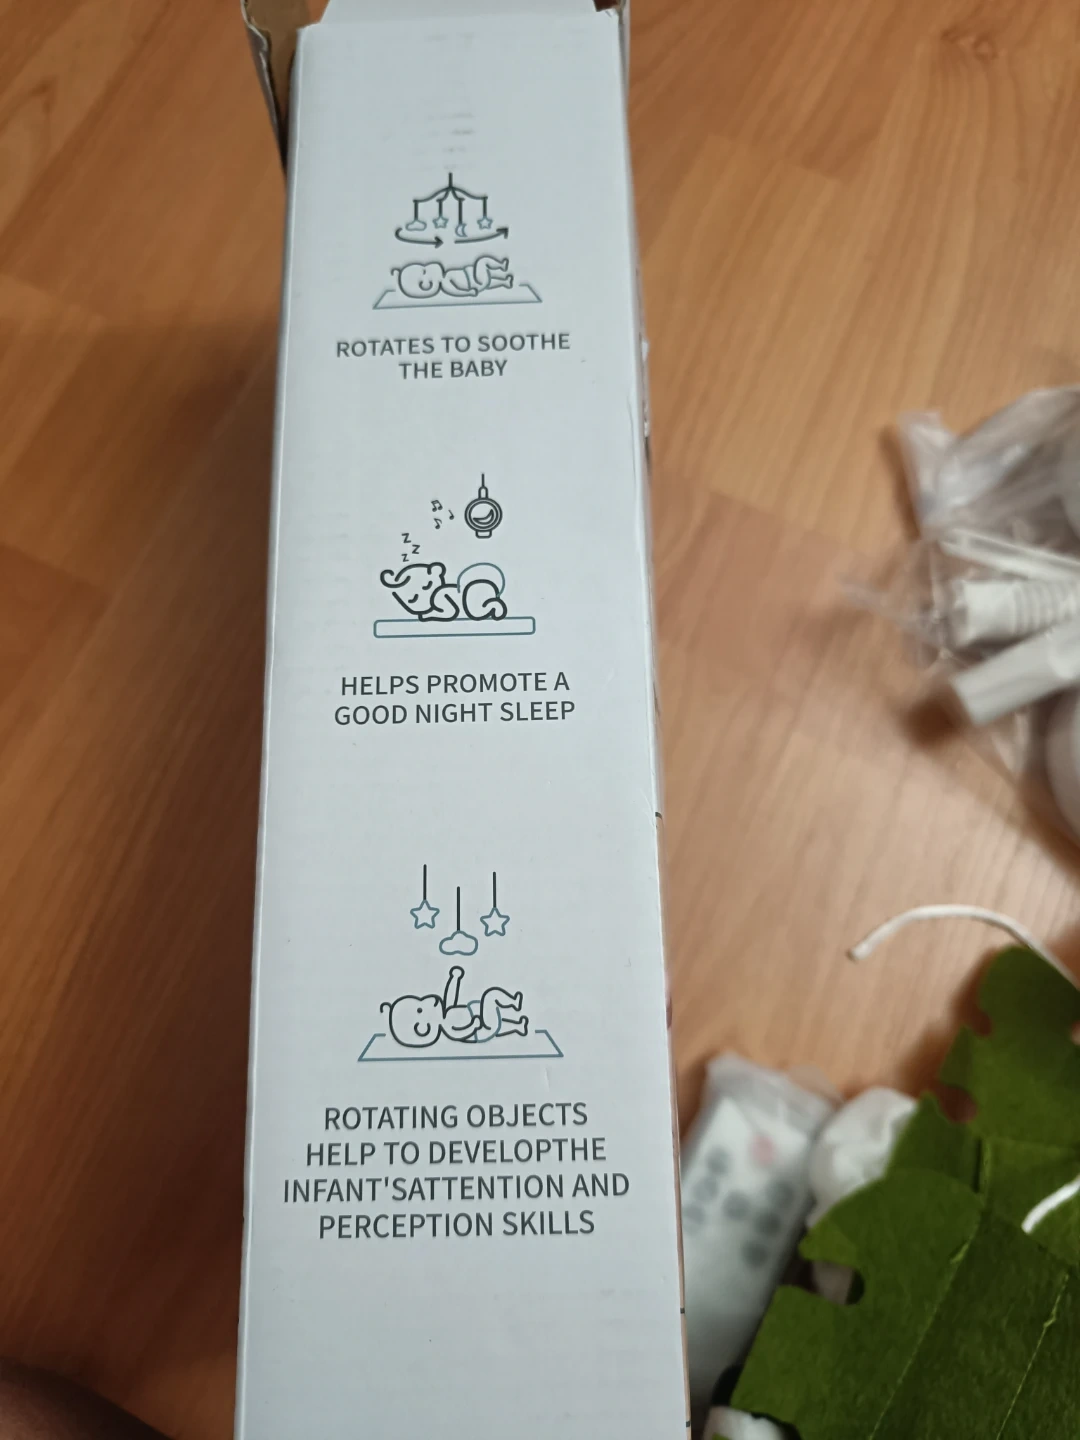 ROTATES TO SOOTHE
THE BABY
z
z
z
HELPS PROMOTE A
GOOD NIGHT SLEEP
ROTATING OBJECTS
HELP TO DEVELOPTHE
INFANT'SATTENTION AND
PERCEPTION SKILLS